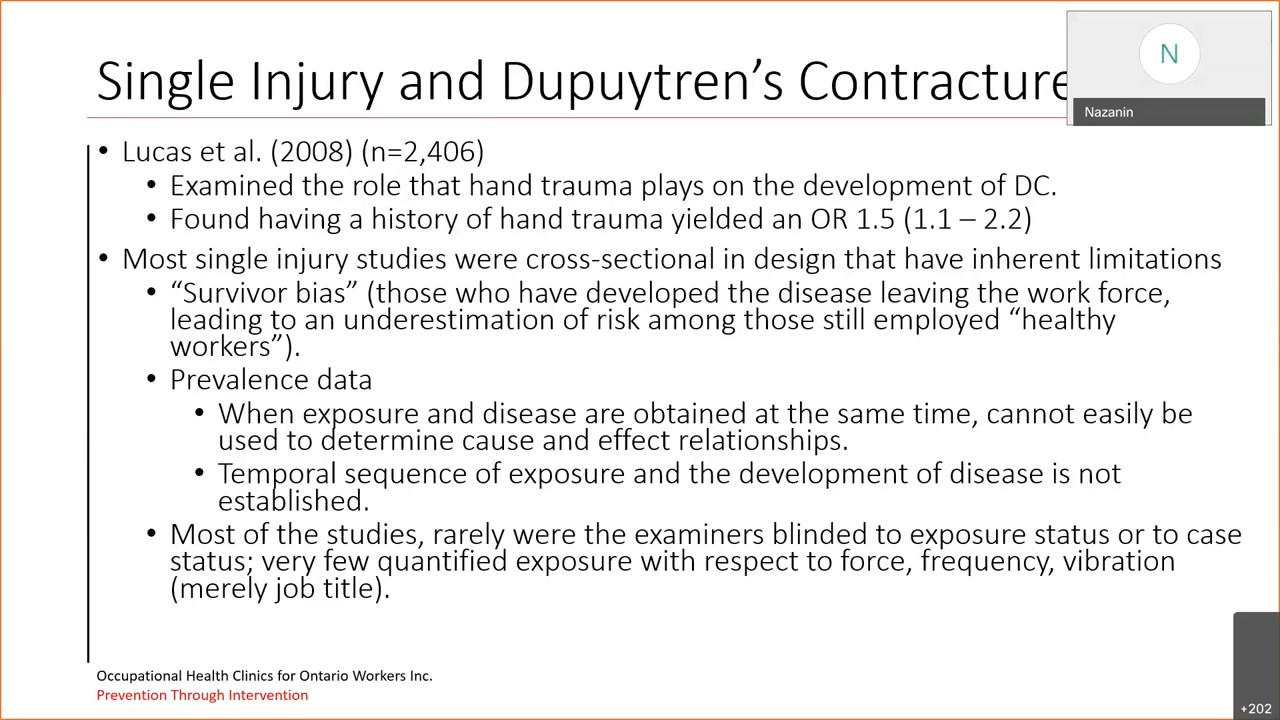 Single Injury and Dupuytren’s Contracture
N
Nazanin
• Lucas et al. (2008) (n=2,406)
• Examined the role that hand trauma plays on the development of DC.
• Found having a history of hand trauma yielded an OR 1.5 (1.1 – 2.2)
• Most single injury studies were cross-sectional in design that have inherent limitations
• “Survivor bias” (those who have developed the disease leaving the work force,
leading to an underestimation of risk among those still employed “healthy
workers”).
• Prevalence data
• When exposure and disease are obtained at the same time, cannot easily be
used to determine cause and effect relationships.
• Temporal sequence of exposure and the development of disease is not
established.
• Most of the studies, rarely were the examiners blinded to exposure status or to case
status; very few quantified exposure with respect to force, frequency, vibration
(merely job title).
Occupational Health Clinics for Ontario Workers Inc.
Prevention Through Intervention
+202